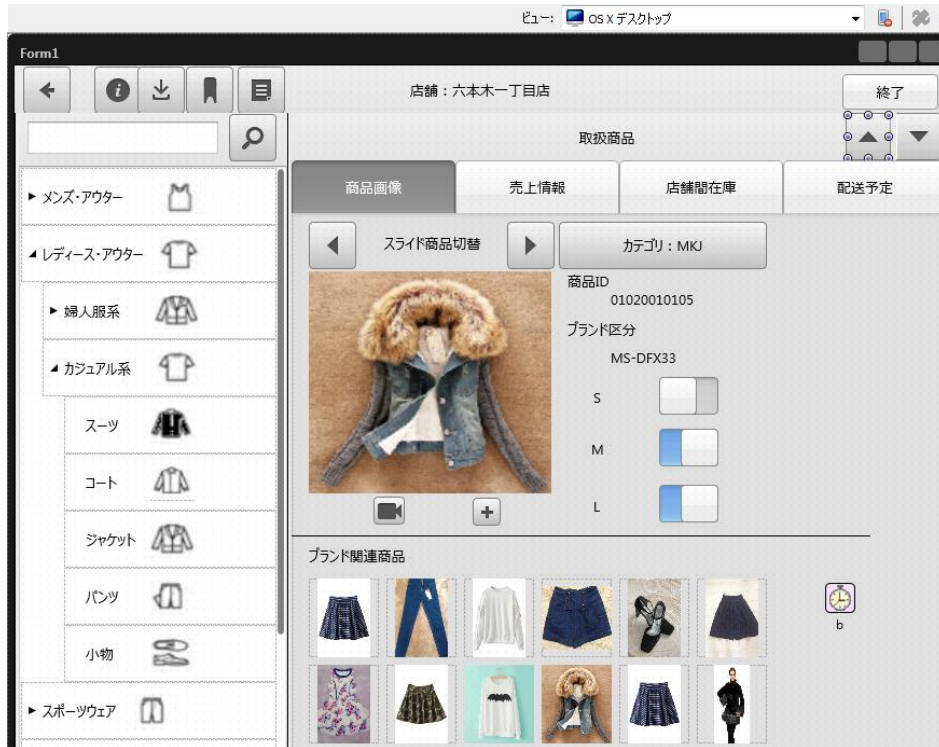 ビュー: OS X デスクトップ
Form1
店舗：六本木一丁目店
終了
取扱商品
商品画像
売上情報
店舗間在庫
配送予定
メンズ・アウター
レディース・アウター
婦人服系
カジュアル系
スーツ
コート
ジャケット
パンツ
小物
スポーツウェア
スライド商品切替
カテゴリ：MKJ
商品ID
01020010105
ブランド区分
MS-DFX33
S
M
L
ブランド関連商品
b